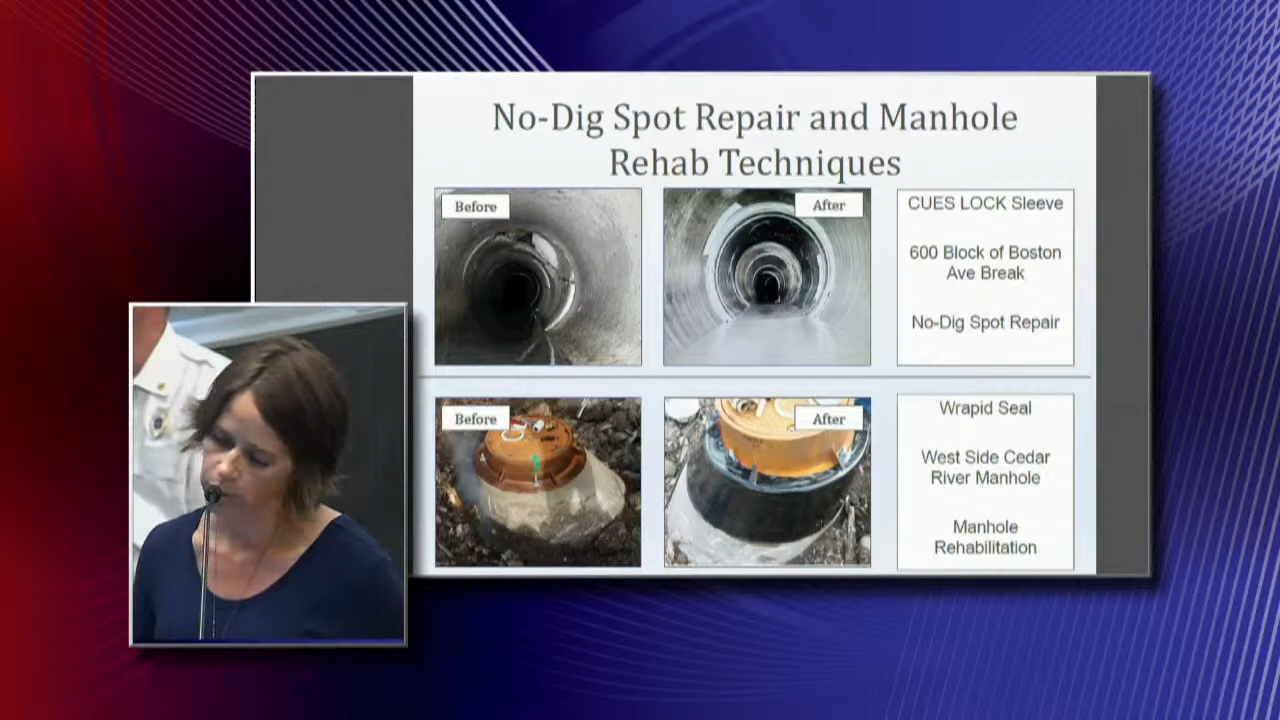 No-Dig Spot Repair and Manhole
Rehab Techniques
Before
After
CUES LOCK Sleeve
600 Block of Boston
Ave Break
No-Dig Spot Repair
Before
After
Wrapid Seal
West Side Cedar
River Manhole
Manhole
Rehabilitation